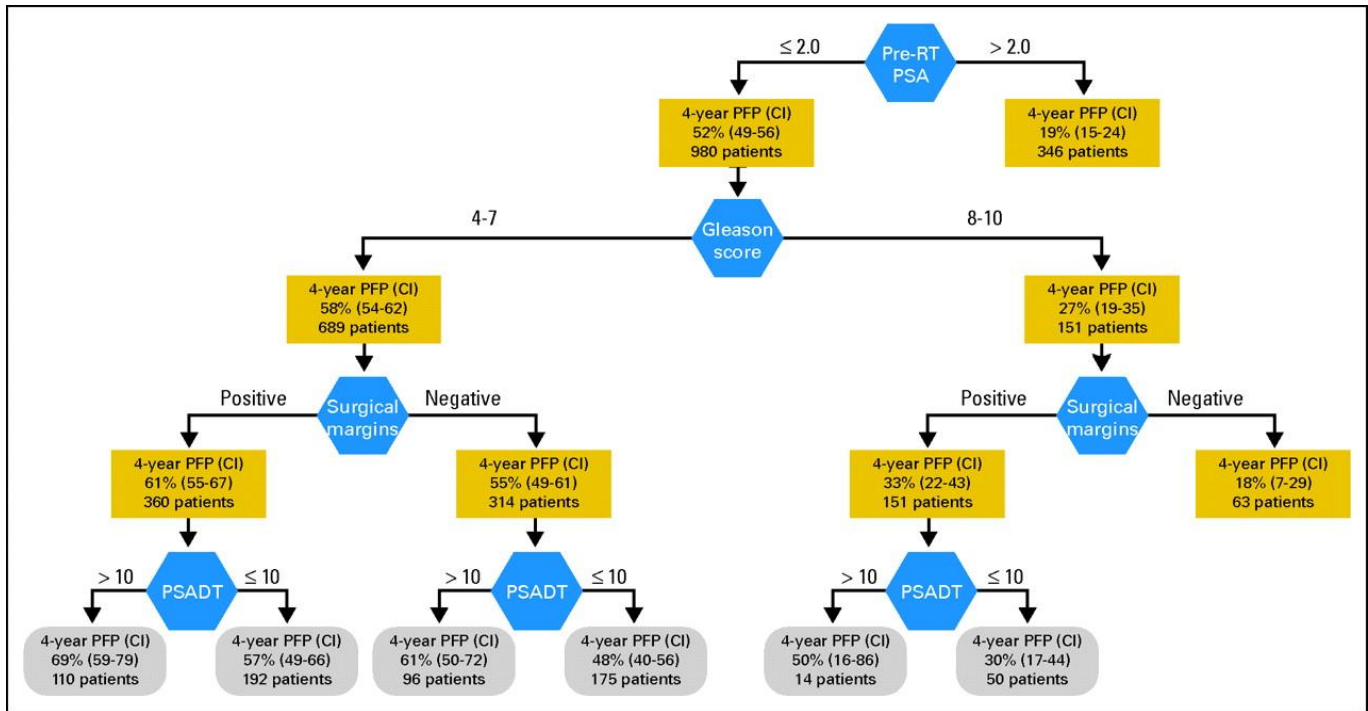 ≤ 2.0
Pre-RT
PSA
> 2.0
4-year PFP (CI)
52% (49-56)
980 patients
4-year PFP (CI)
19% (15-24)
346 patients
4-7
Gleason
score
8-10
4-year PFP (CI)
58% (54-62)
689 patients
4-year PFP (CI)
27% (19-35)
151 patients
Positive
Surgical
margins
Negative
Positive
Surgical
margins
Negative
4-year PFP (CI)
61% (55-67)
360 patients
4-year PFP (CI)
55% (49-61)
314 patients
4-year PFP (CI)
33% (22-43)
151 patients
4-year PFP (CI)
18% (7-29)
63 patients
> 10
PSADT
≤ 10
> 10
PSADT
≤ 10
> 10
PSADT
≤ 10
4-year PFP (CI)
69% (59-79)
110 patients
4-year PFP (CI)
57% (49-66)
192 patients
4-year PFP (CI)
61% (50-72)
96 patients
4-year PFP (CI)
48% (40-56)
175 patients
4-year PFP (CI)
50% (16-86)
14 patients
4-year PFP (CI)
30% (17-44)
50 patients